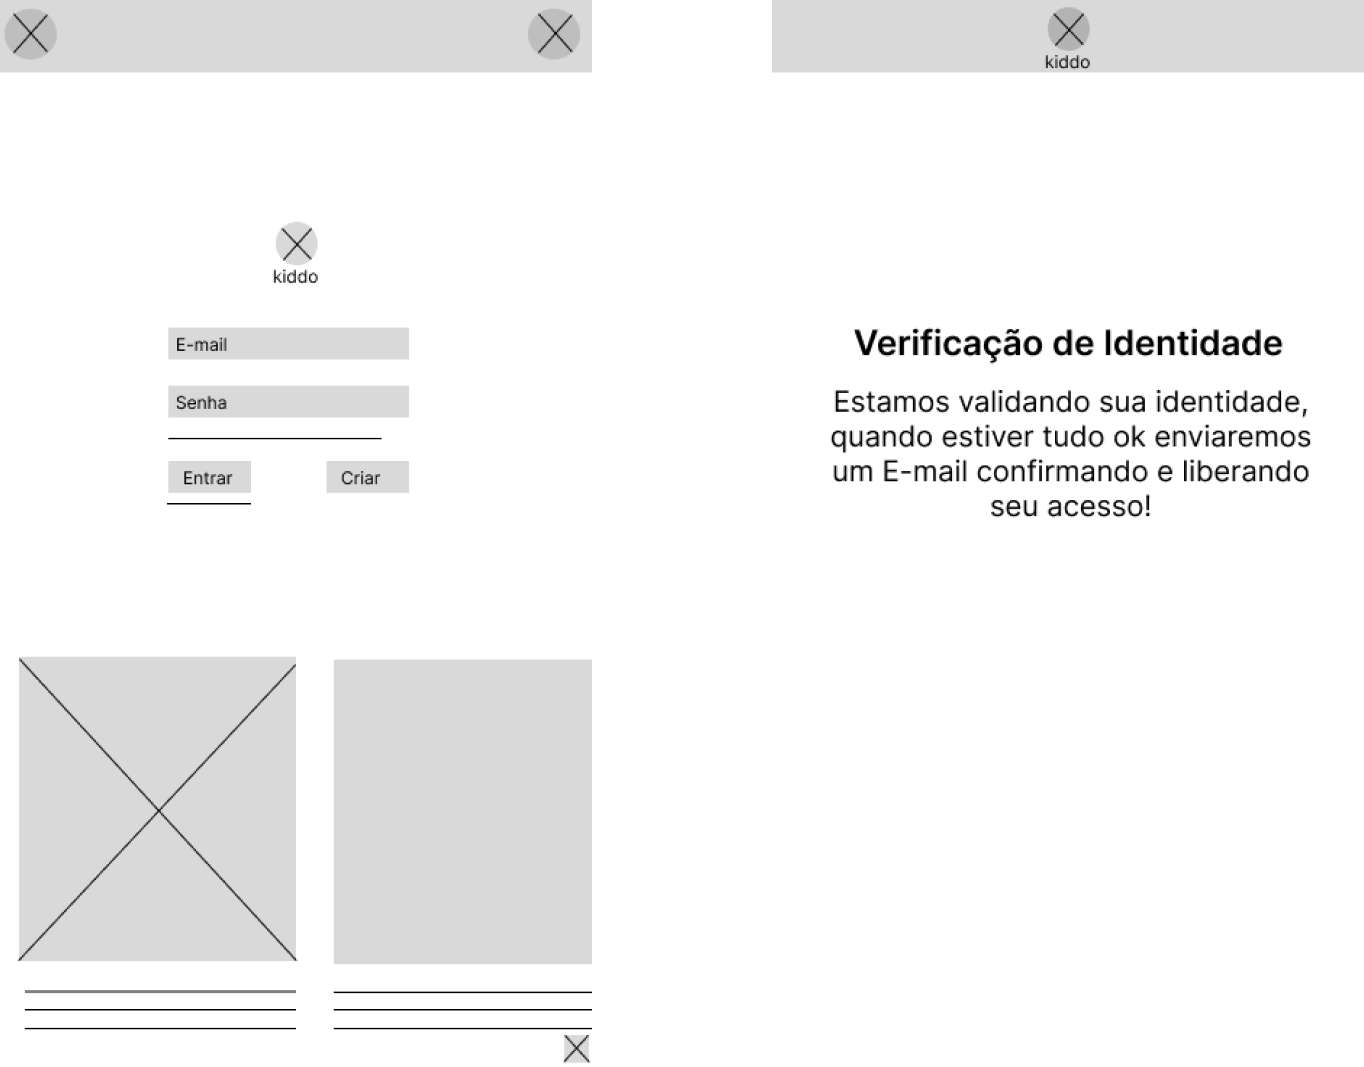 kiddo
E-mail
Senha
Entrar
Criar
kiddo
Verificação de Identidade
Estamos validando sua identidade,
quando estiver tudo ok enviaremos
um E-mail confirmando e liberando
seu acesso!